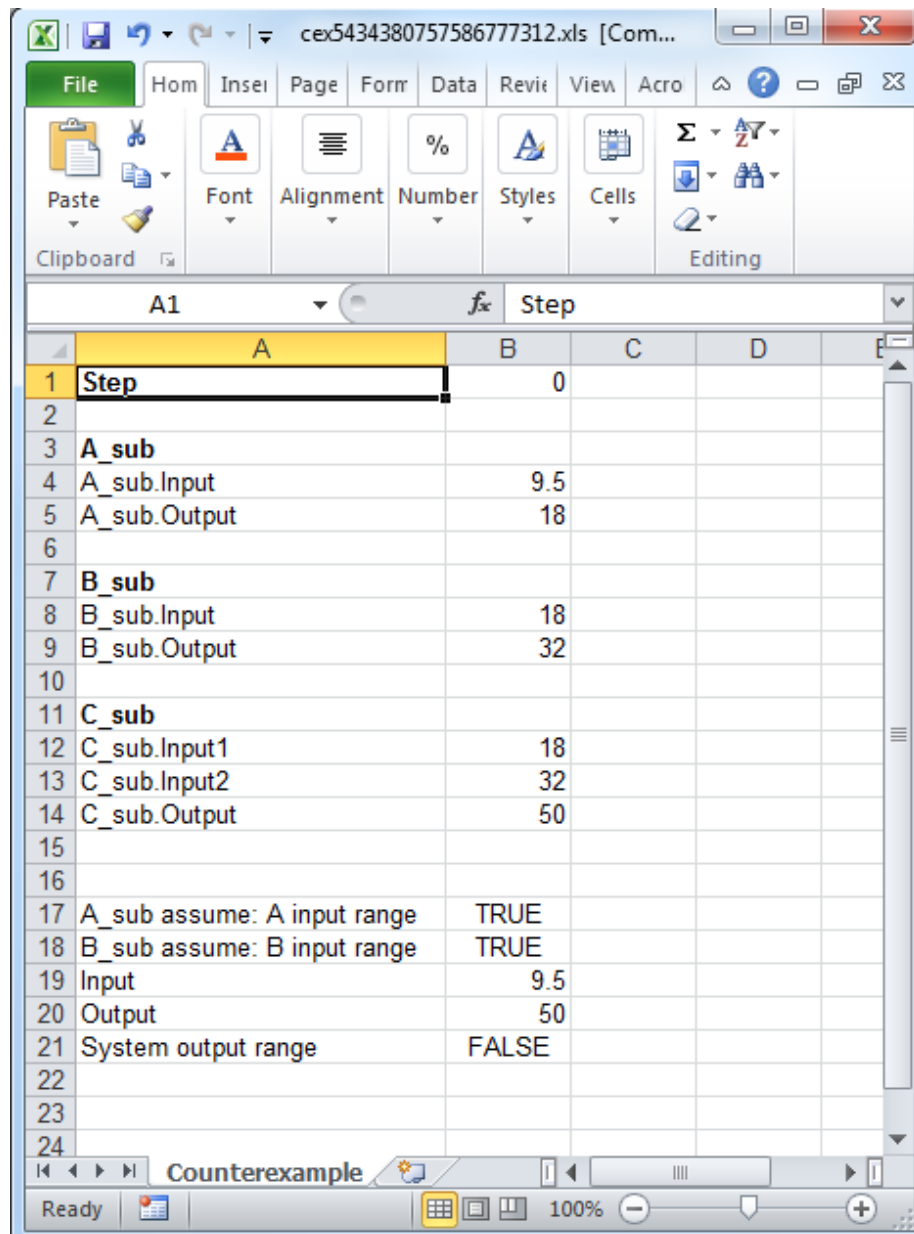 cex5434380757586777312.xls [Com...
File Hom Inser Page Form Data Revie View Acro
Paste Font Alignment Number Styles Cells
Clipboard Editing
A1 fx Step
A B C D E
1 Step 0
2
3 A_sub
4 A_sub.Input 9.5
5 A_sub.Output 18
6
7 B_sub
8 B_sub.Input 18
9 B_sub.Output 32
10
11 C_sub
12 C_sub.Input1 18
13 C_sub.Input2 32
14 C_sub.Output 50
15
16
17 A_sub assume: A input range TRUE
18 B_sub assume: B input range TRUE
19 Input 9.5
20 Output 50
21 System output range FALSE
22
23
24
Counterexample
Ready 100%